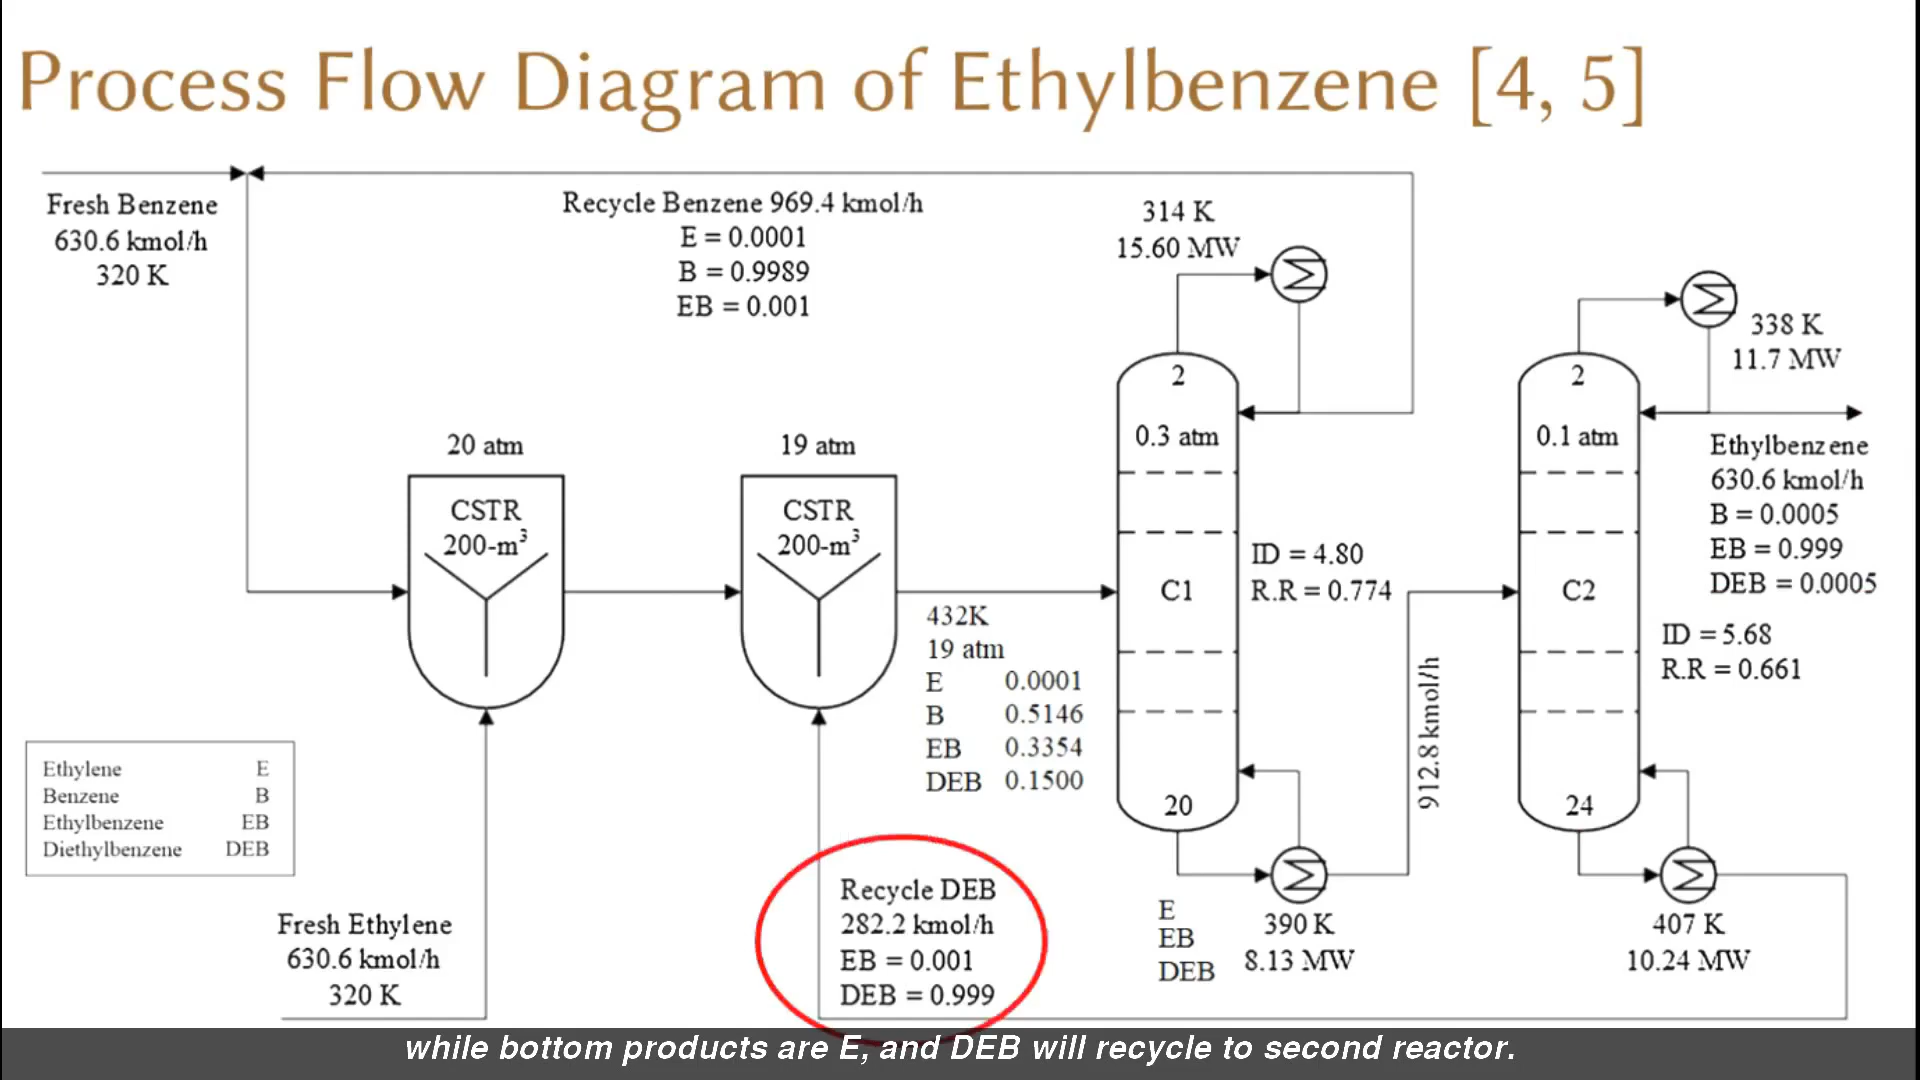 Process Flow Diagram of Ethylbenzene [4, 5]
Fresh Benzene
630.6 kmol/h
320 K
Recycle Benzene 969.4 kmol/h
E = 0.0001
B = 0.9989
EB = 0.001
314 K
15.60 MW
338 K
11.7 MW
20 atm
CSTR
200-m³
19 atm
CSTR
200-m³
432K
19 atm
E 0.0001
B 0.5146
EB 0.3354
DEB 0.1500
2
0.3 atm
C1
20
ID = 4.80
R.R = 0.774
912.8 kmol/h
2
0.1 atm
C2
24
Ethylbenzene
630.6 kmol/h
B = 0.0005
EB = 0.999
DEB = 0.0005
ID = 5.68
R.R = 0.661
Ethylene E
Benzene B
Ethylbenzene EB
Diethylbenzene DEB
Fresh Ethylene
630.6 kmol/h
320 K
Recycle DEB
282.2 kmol/h
EB = 0.001
DEB = 0.999
E
EB
DEB
390 K
8.13 MW
407 K
10.24 MW
while bottom products are E, and DEB will recycle to second reactor.